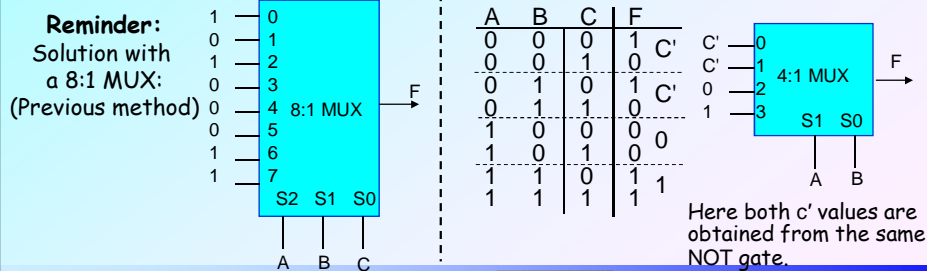 Reminder:
Solution with
a 8:1 MUX:
(Previous method)
1 0
0 1
1 2
0 3
0 4
0 5
1 6
1 7
8:1 MUX
F
S2 S1 S0
A B C
A B C F
0 0 0 1
0 0 1 0
C'
0 1 0 1
0 1 1 0
C'
1 0 0 0
1 0 1 0
0
1 1 0 1
1 1 1 1
1
C' 0
C' 1
0 2
1 3
4:1 MUX
F
S1 S0
A B
Here both c' values are
obtained from the same
NOT gate.